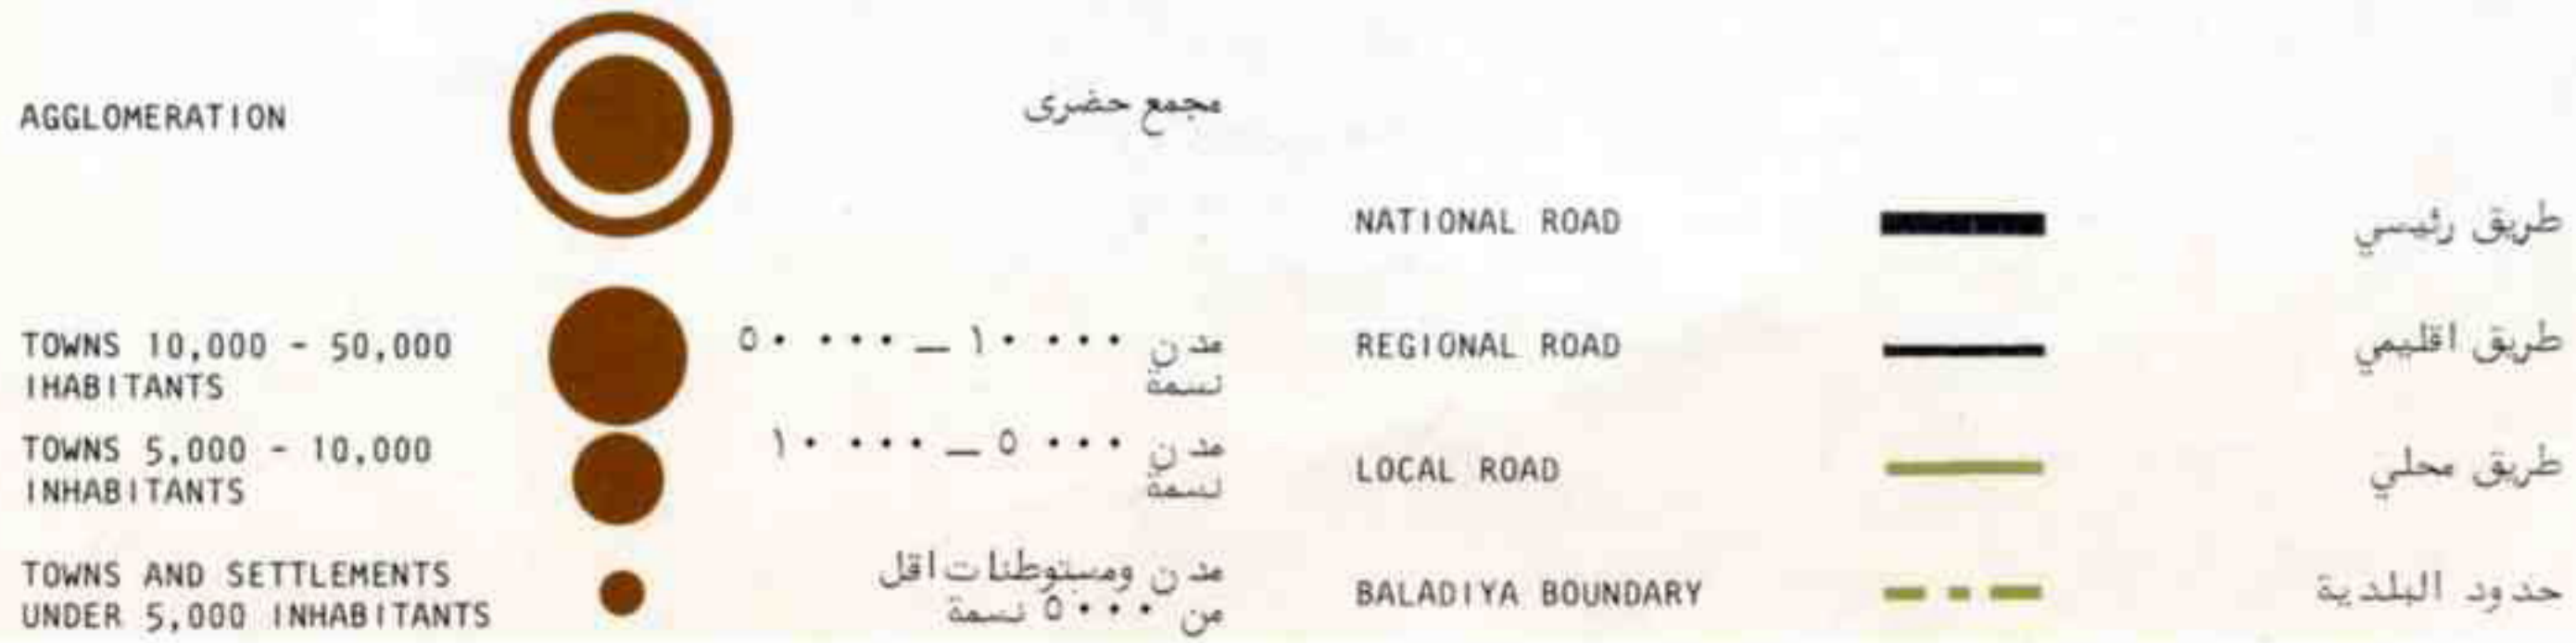 AGGLOMERATION
مجمع حضرى
TOWNS 10,000 - 50,000
IHABITANTS
مدن ١٠٠٠٠ — ٥٠٠٠٠
نسمة
TOWNS 5,000 - 10,000
INHABITANTS
مدن ٥٠٠٠ — ١٠٠٠٠
نسمة
TOWNS AND SETTLEMENTS
UNDER 5,000 INHABITANTS
مدن ومستوطنات اقل
من ٥٠٠٠ نسمة
NATIONAL ROAD
طريق رئيسي
REGIONAL ROAD
طريق اقليمي
LOCAL ROAD
طريق محلي
BALADIYA BOUNDARY
حدود البلدية